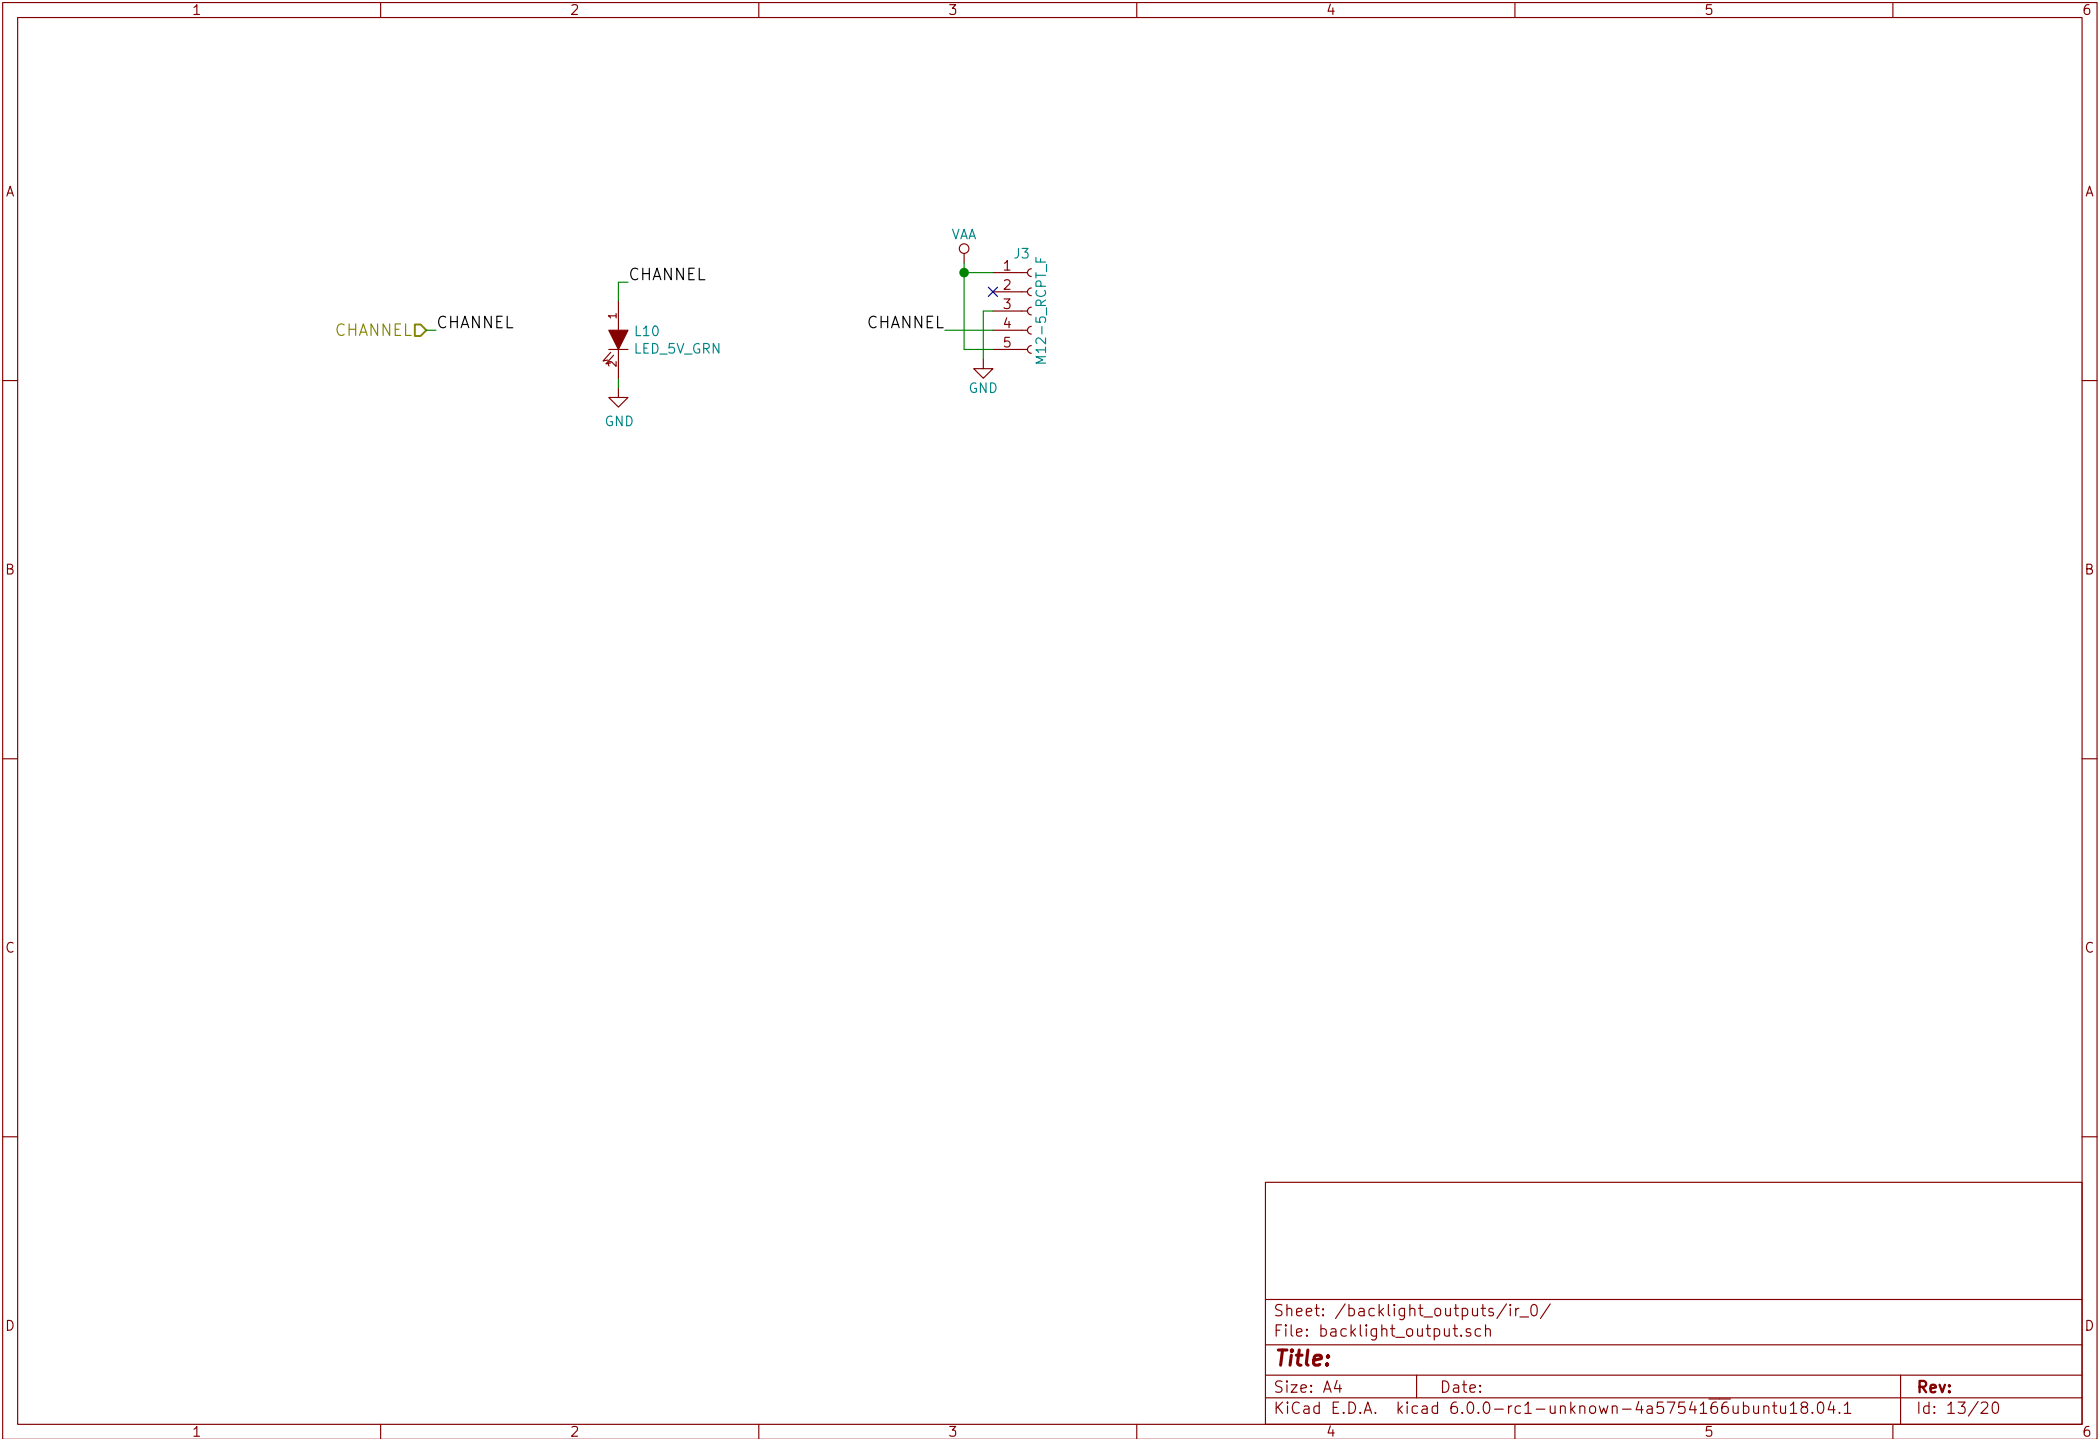 1 2 3 4 5 6
A A
VAA
J3
CHANNEL
1
2
3
4
5
M12-5_RCPT_F
CHANNEL
CHANNEL
CHANNEL
1
L10
LED_5V_GRN
2
CHANNEL
GND
GND
B B
C C
D D
Sheet: /backlight_outputs/ir_0/
File: backlight_output.sch
Title:
Size: A4 Date: Rev:
KiCad E.D.A. kicad 6.0.0-rc1-unknown-4a5754166ubuntu18.04.1 Id: 13/20
1 2 3 4 5 6